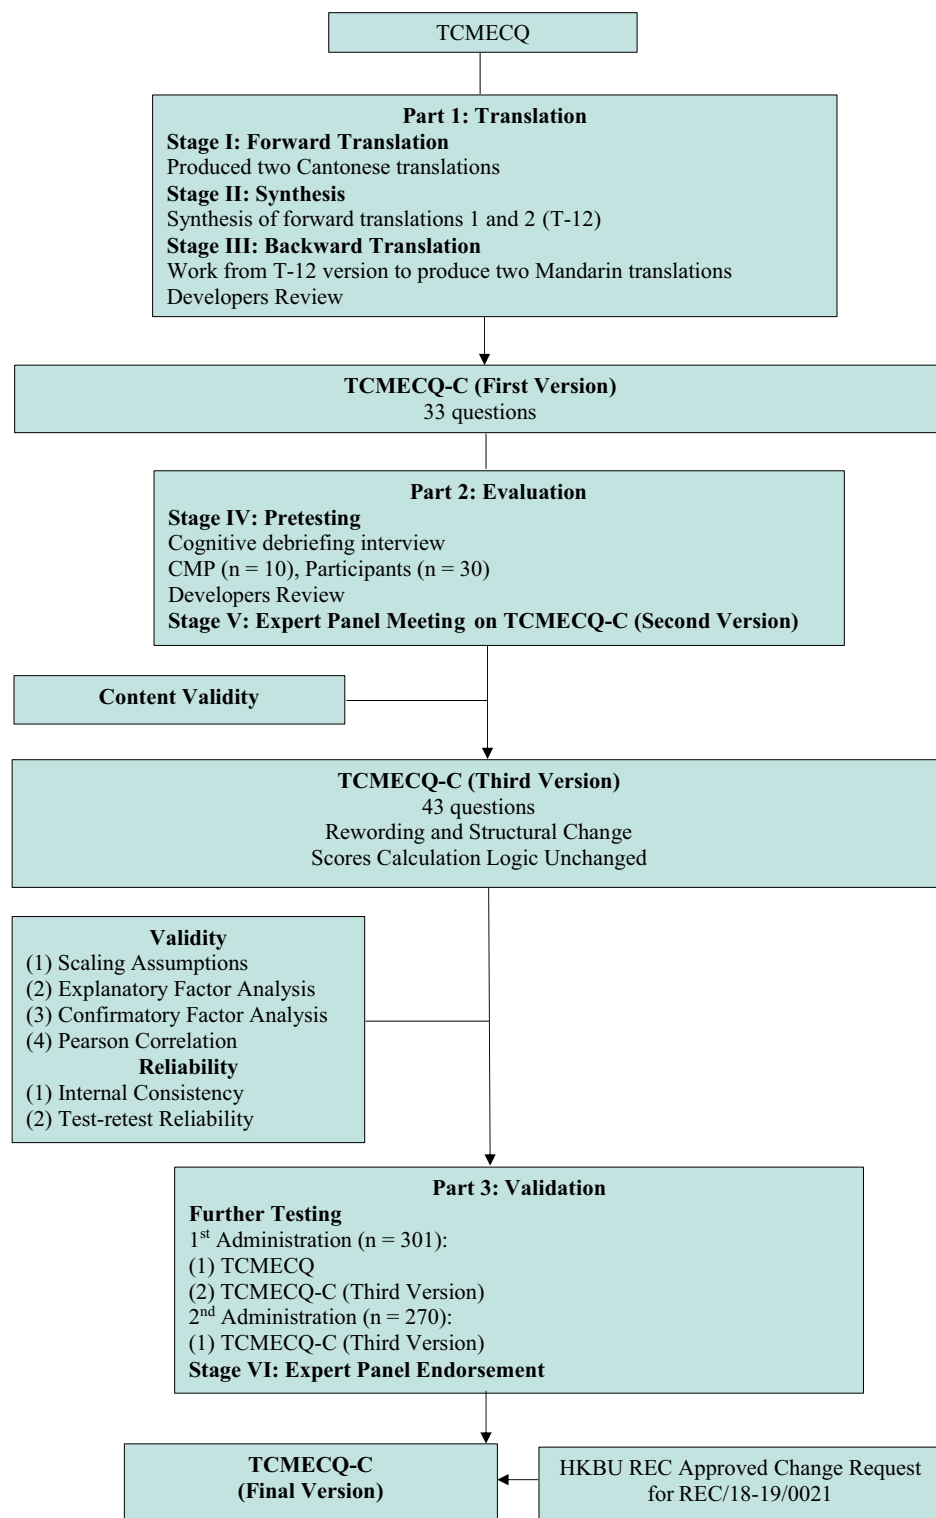 TCMECQ
Part 1: Translation
Stage I: Forward Translation
Produced two Cantonese translations
Stage II: Synthesis
Synthesis of forward translations 1 and 2 (T-12)
Stage III: Backward Translation
Work from T-12 version to produce two Mandarin translations
Developers Review
TCMECQ-C (First Version)
33 questions
Part 2: Evaluation
Stage IV: Pretesting
Cognitive debriefing interview
CMP (n = 10), Participants (n = 30)
Developers Review
Stage V: Expert Panel Meeting on TCMECQ-C (Second Version)
Content Validity
TCMECQ-C (Third Version)
43 questions
Rewording and Structural Change
Scores Calculation Logic Unchanged
Validity
(1) Scaling Assumptions
(2) Explanatory Factor Analysis
(3) Confirmatory Factor Analysis
(4) Pearson Correlation
Reliability
(1) Internal Consistency
(2) Test-retest Reliability
Part 3: Validation
Further Testing
1st Administration (n = 301):
(1) TCMECQ
(2) TCMECQ-C (Third Version)
2nd Administration (n = 270):
(1) TCMECQ-C (Third Version)
Stage VI: Expert Panel Endorsement
TCMECQ-C
(Final Version)
HKBU REC Approved Change Request
for REC/18-19/0021